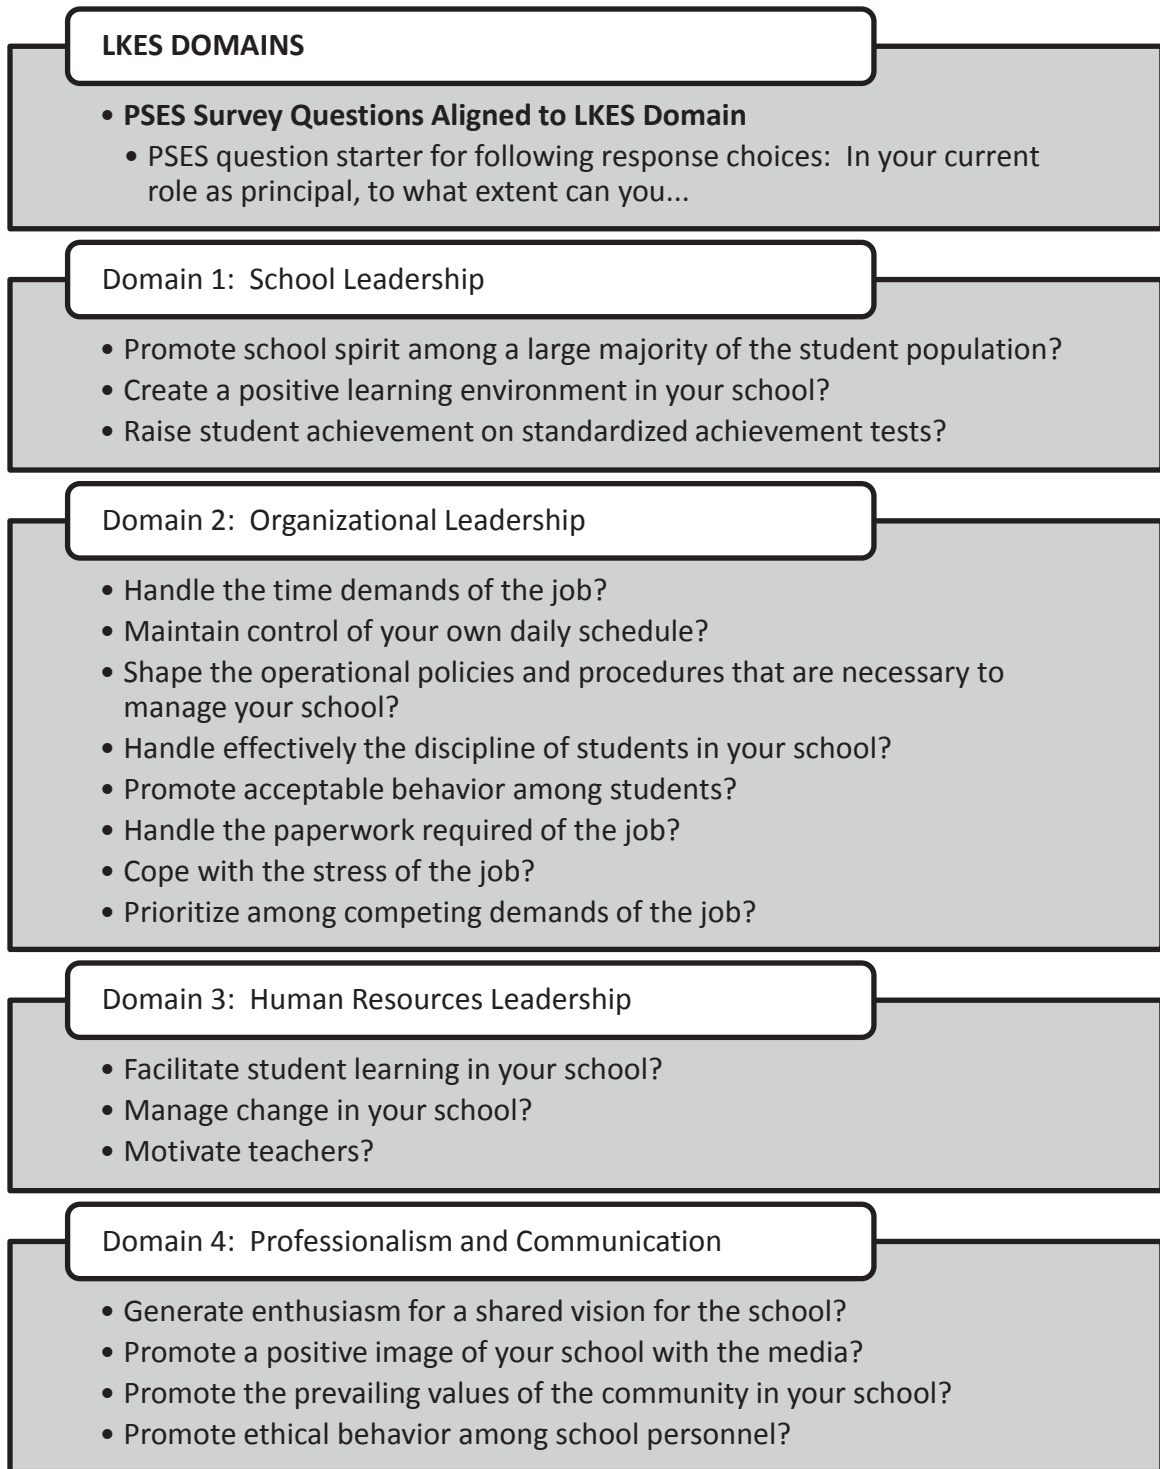 LKES DOMAINS
• PSES Survey Questions Aligned to LKES Domain
• PSES question starter for following response choices:  In your current
role as principal, to what extent can you...
Domain 1:  School Leadership
• Promote school spirit among a large majority of the student population?
• Create a positive learning environment in your school?
• Raise student achievement on standardized achievement tests?
Domain 2:  Organizational Leadership
• Handle the time demands of the job?
• Maintain control of your own daily schedule?
• Shape the operational policies and procedures that are necessary to
manage your school?
• Handle effectively the discipline of students in your school?
• Promote acceptable behavior among students?
• Handle the paperwork required of the job?
• Cope with the stress of the job?
• Prioritize among competing demands of the job?
Domain 3:  Human Resources Leadership
• Facilitate student learning in your school?
• Manage change in your school?
• Motivate teachers?
Domain 4:  Professionalism and Communication
• Generate enthusiasm for a shared vision for the school?
• Promote a positive image of your school with the media?
• Promote the prevailing values of the community in your school?
• Promote ethical behavior among school personnel?